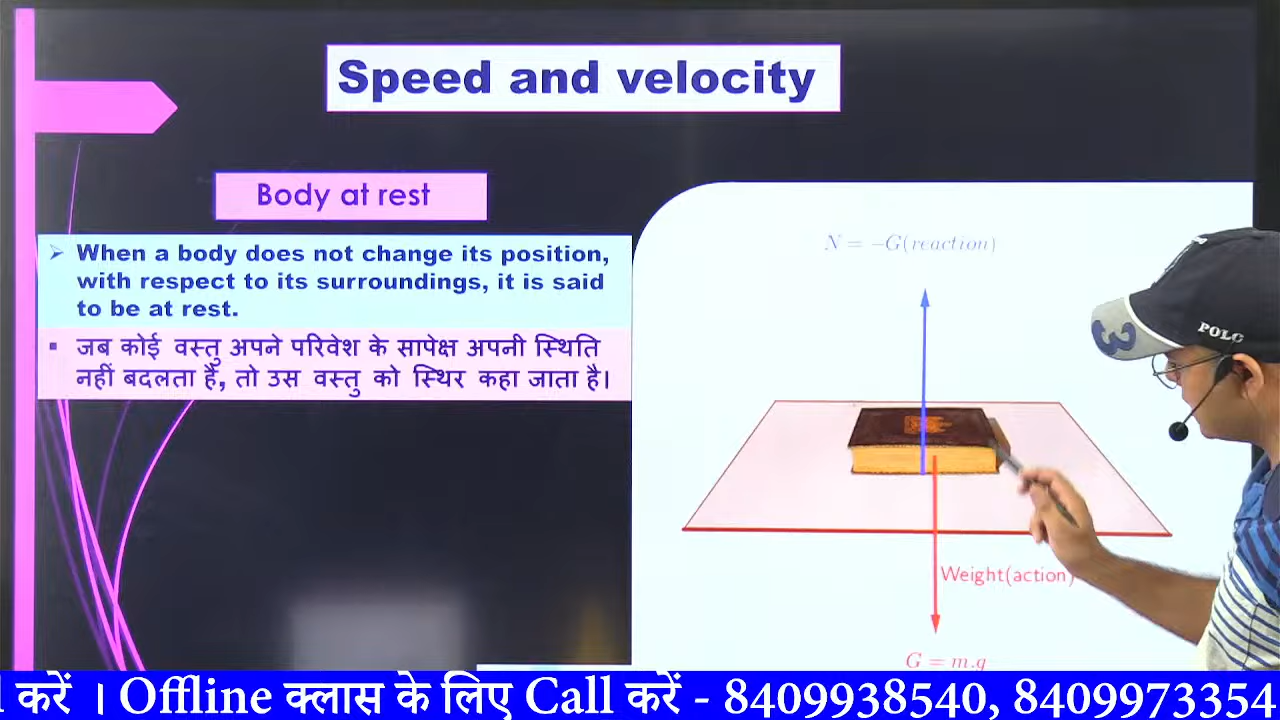 Speed and velocity
Body at rest
When a body does not change its position,
with respect to its surroundings, it is said
to be at rest.
जब कोई वस्तु अपने परिवेश के सापेक्ष अपनी स्थिति
नहीं बदलता है, तो उस वस्तु को स्थिर कहा जाता है।
N = −G(reaction)
Weight(action)
G = m.g
POLO
3
करें । Offline क्लास के लिए Call करें - 8409938540, 8409973354